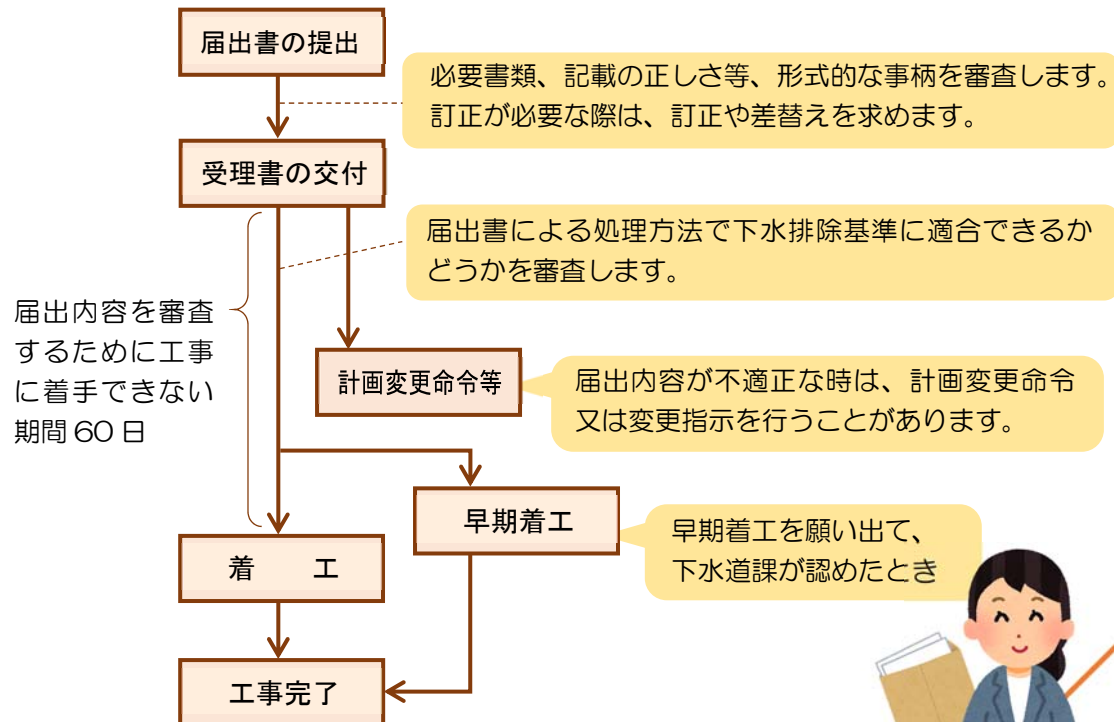 届出書の提出
必要書類、記載の正しさ等、形式的な事柄を審査します。
訂正が必要な際は、訂正や差替えを求めます。
受理書の交付
届出書による処理方法で下水排除基準に適合できるか
どうかを審査します。
届出内容を審査
するために工事
に着手できない
期間 60 日
計画変更命令等
届出内容が不適正な時は、計画変更命令
又は変更指示を行うことがあります。
早期着工
早期着工を願い出て、
下水道課が認めたとき
着　　工
工事完了